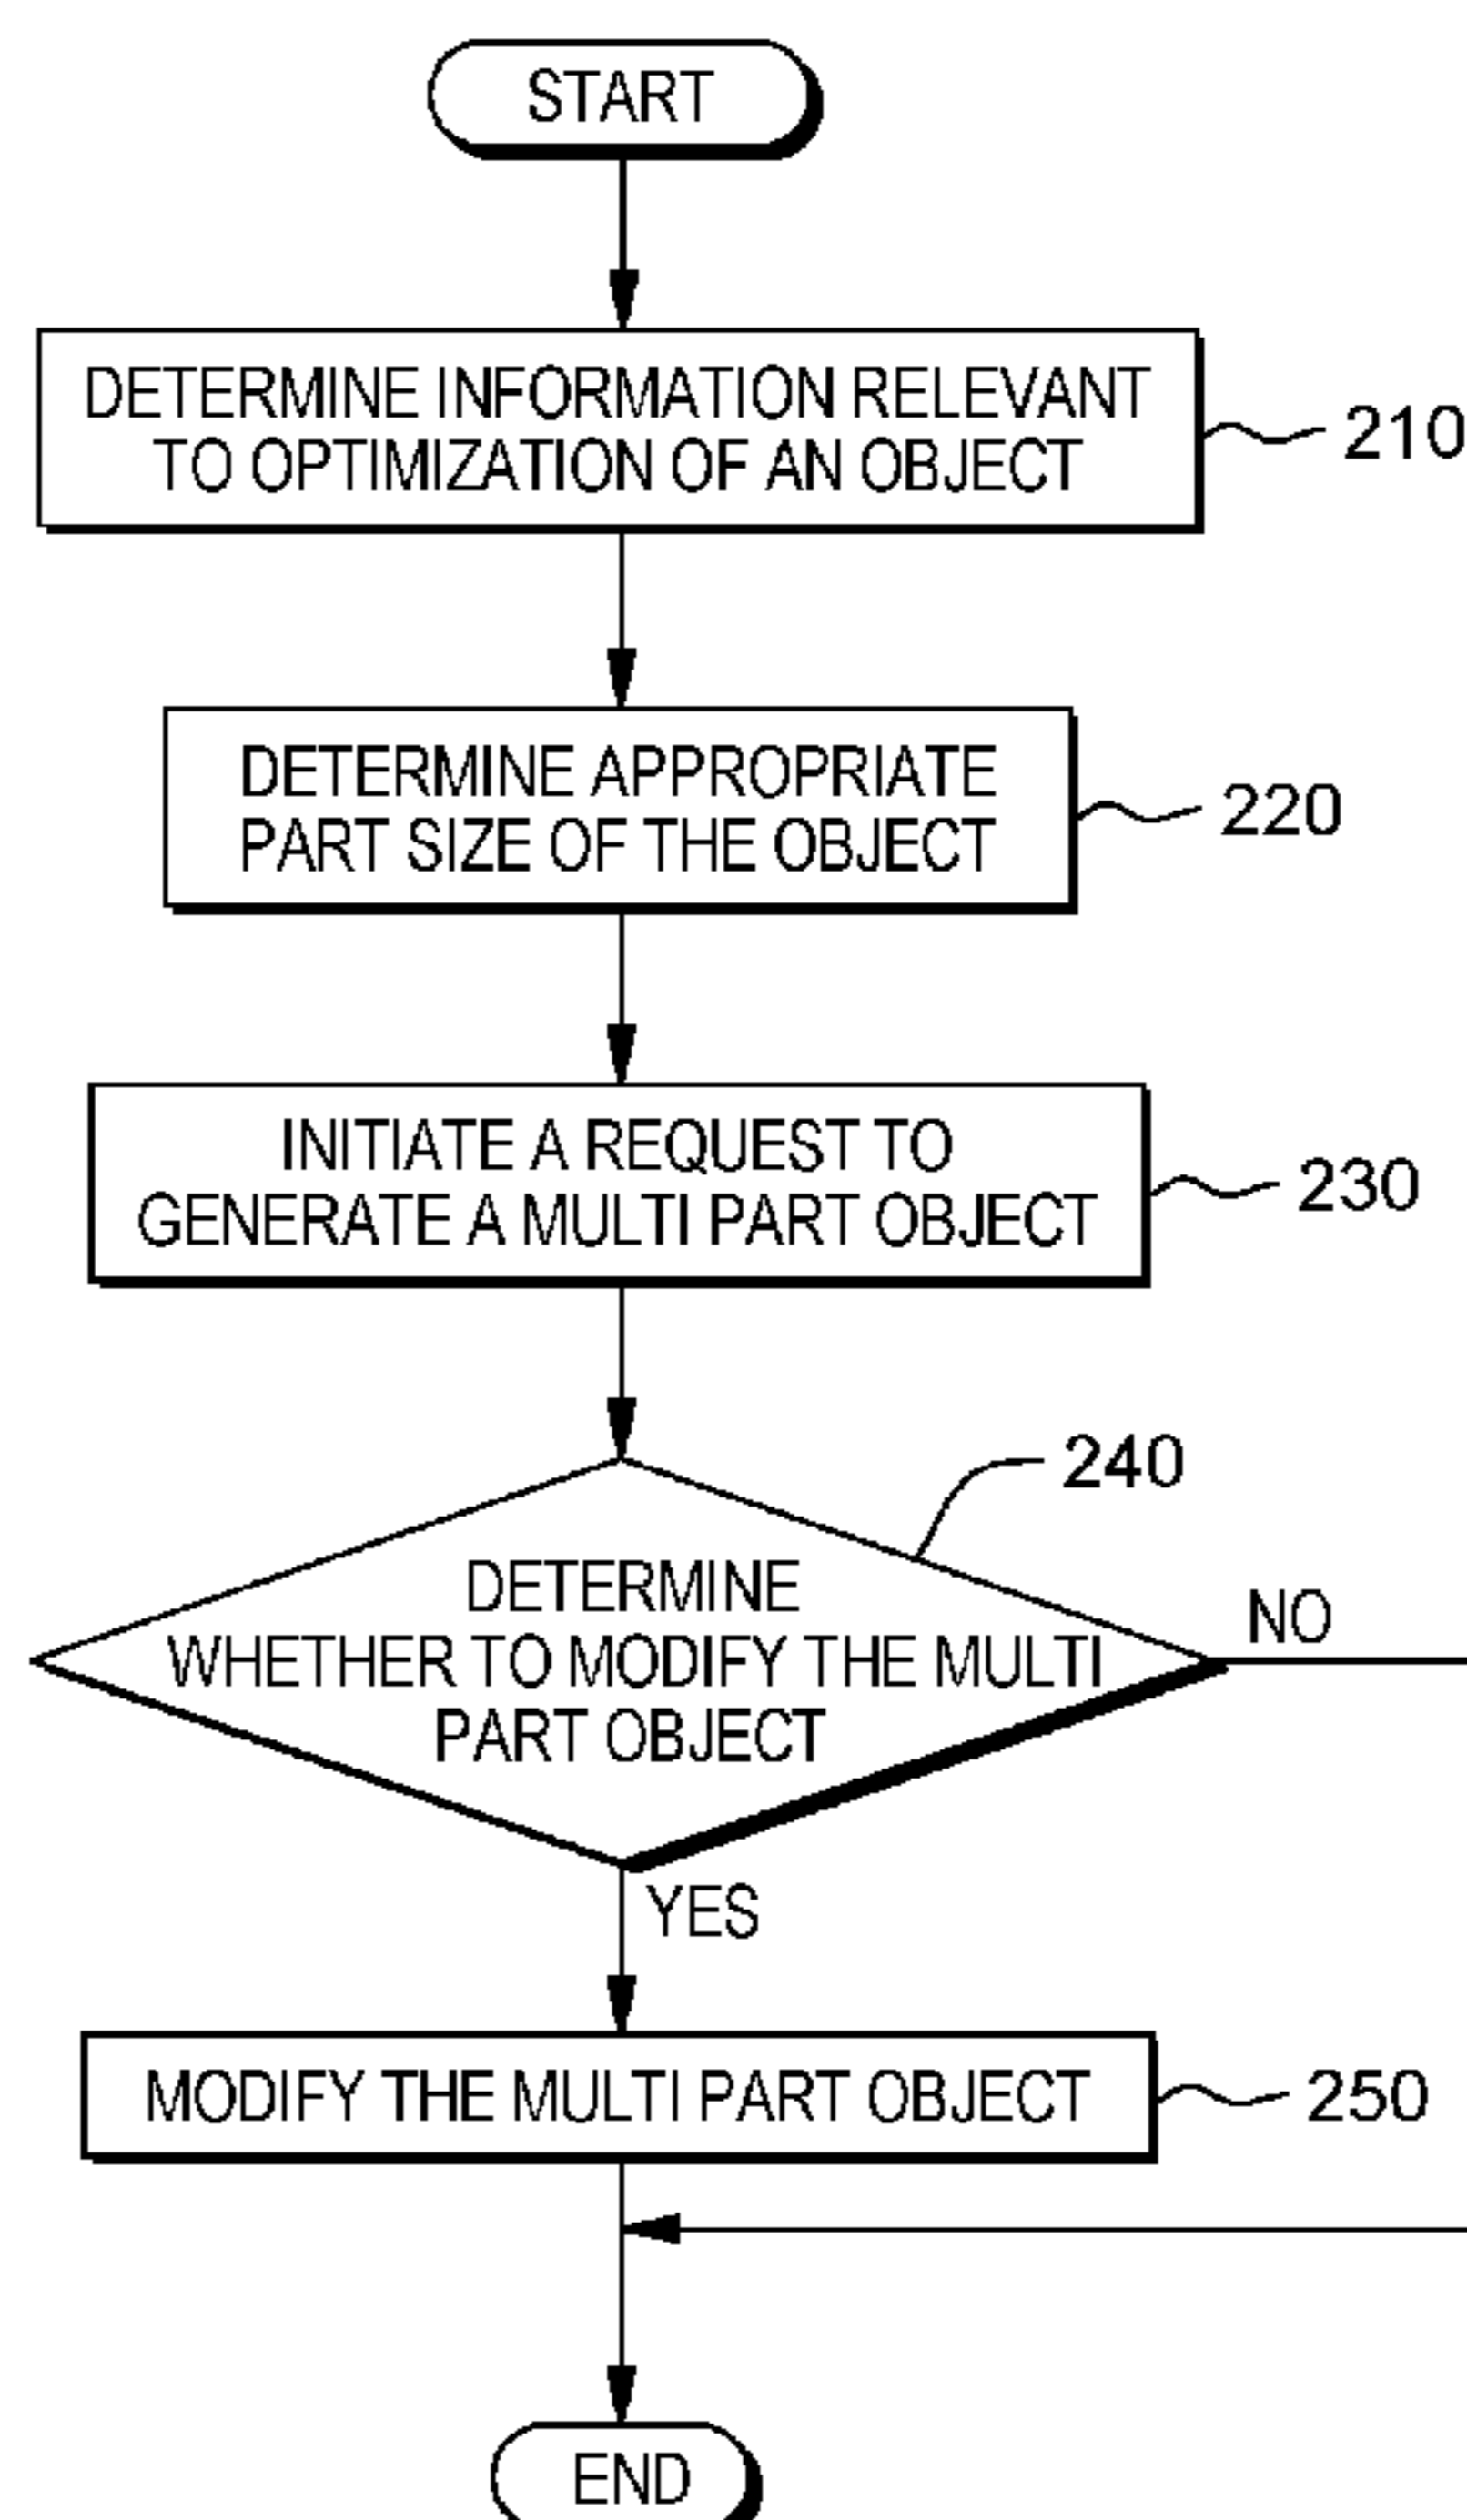 START
DETERMINE INFORMATION RELEVANT
TO OPTIMIZATION OF AN OBJECT
210
DETERMINE APPROPRIATE
PART SIZE OF THE OBJECT
220
INITIATE A REQUEST TO
GENERATE A MULTI PART OBJECT
230
240
DETERMINE
WHETHER TO MODIFY THE MULTI
PART OBJECT
NO
YES
MODIFY THE MULTI PART OBJECT
250
END